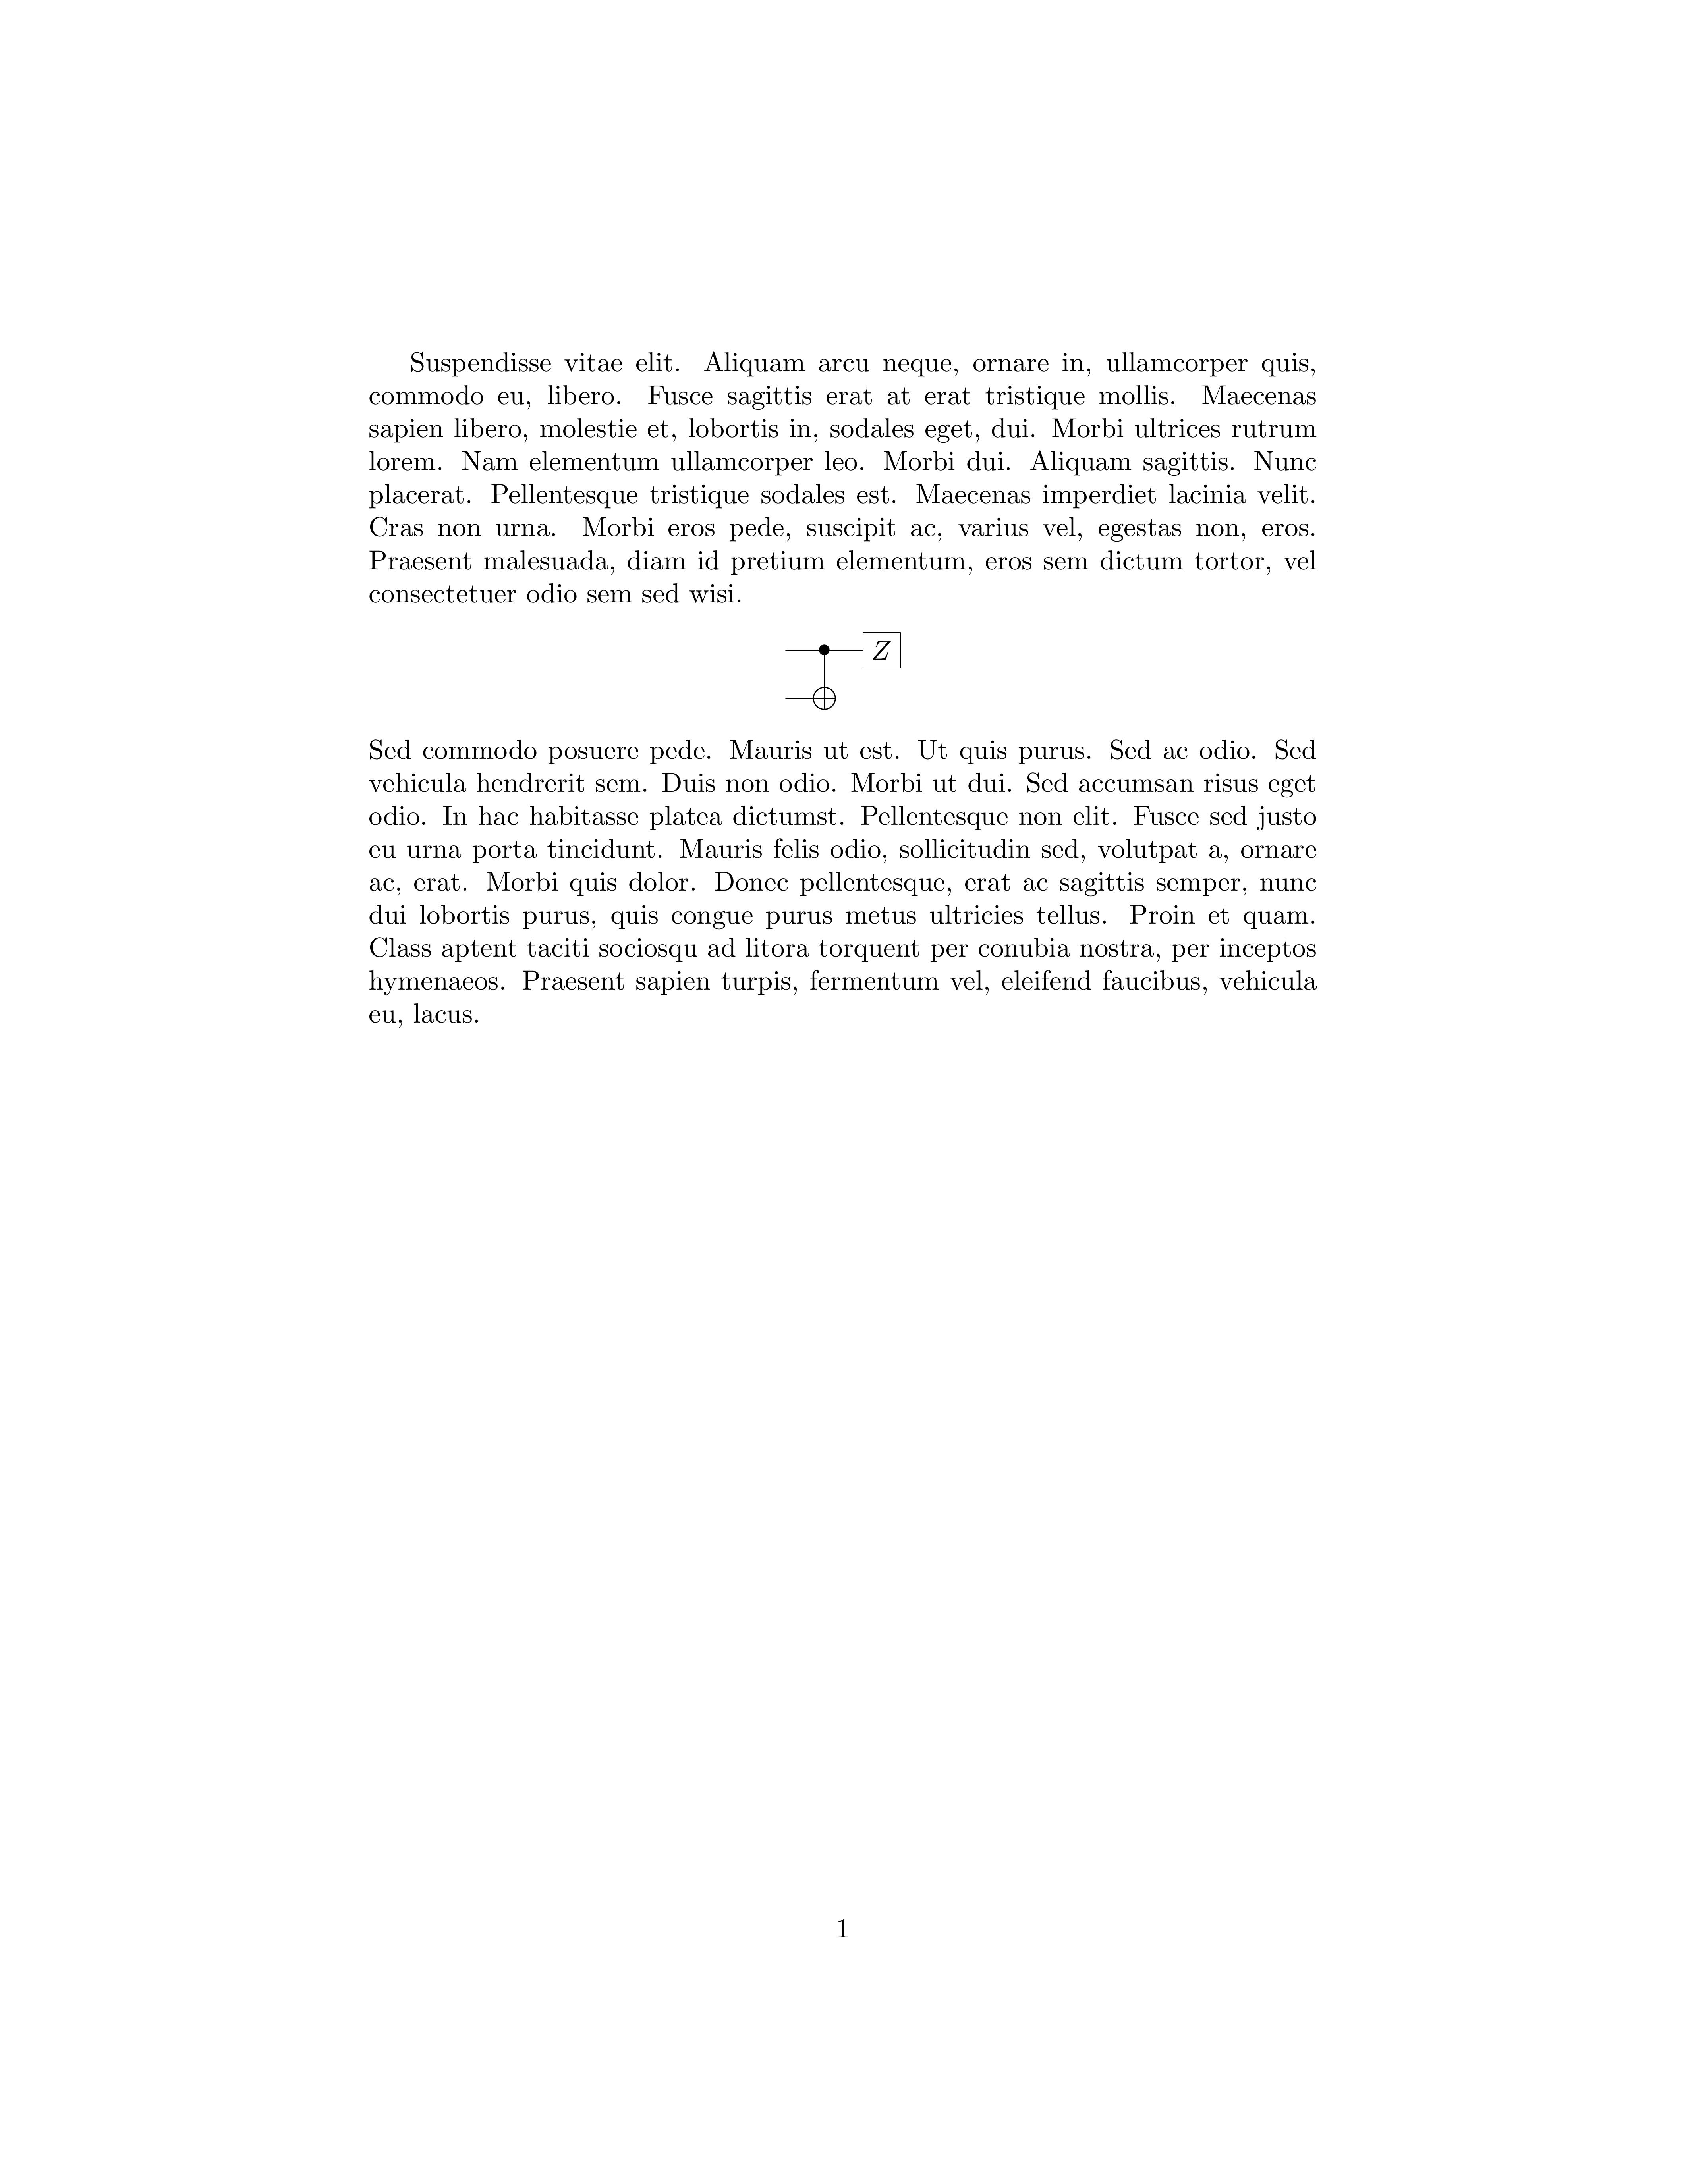 Suspendisse vitae elit. Aliquam arcu neque, ornare in, ullamcorper quis,
commodo eu, libero. Fusce sagittis erat at erat tristique mollis. Maecenas
sapien libero, molestie et, lobortis in, sodales eget, dui. Morbi ultrices rutrum
lorem. Nam elementum ullamcorper leo. Morbi dui. Aliquam sagittis. Nunc
placerat. Pellentesque tristique sodales est. Maecenas imperdiet lacinia velit.
Cras non urna. Morbi eros pede, suscipit ac, varius vel, egestas non, eros.
Praesent malesuada, diam id pretium elementum, eros sem dictum tortor, vel
consectetuer odio sem sed wisi.
Z
Sed commodo posuere pede. Mauris ut est. Ut quis purus. Sed ac odio. Sed
vehicula hendrerit sem. Duis non odio. Morbi ut dui. Sed accumsan risus eget
odio. In hac habitasse platea dictumst. Pellentesque non elit. Fusce sed justo
eu urna porta tincidunt. Mauris felis odio, sollicitudin sed, volutpat a, ornare
ac, erat. Morbi quis dolor. Donec pellentesque, erat ac sagittis semper, nunc
dui lobortis purus, quis congue purus metus ultricies tellus. Proin et quam.
Class aptent taciti sociosqu ad litora torquent per conubia nostra, per inceptos
hymenaeos. Praesent sapien turpis, fermentum vel, eleifend faucibus, vehicula
eu, lacus.
1